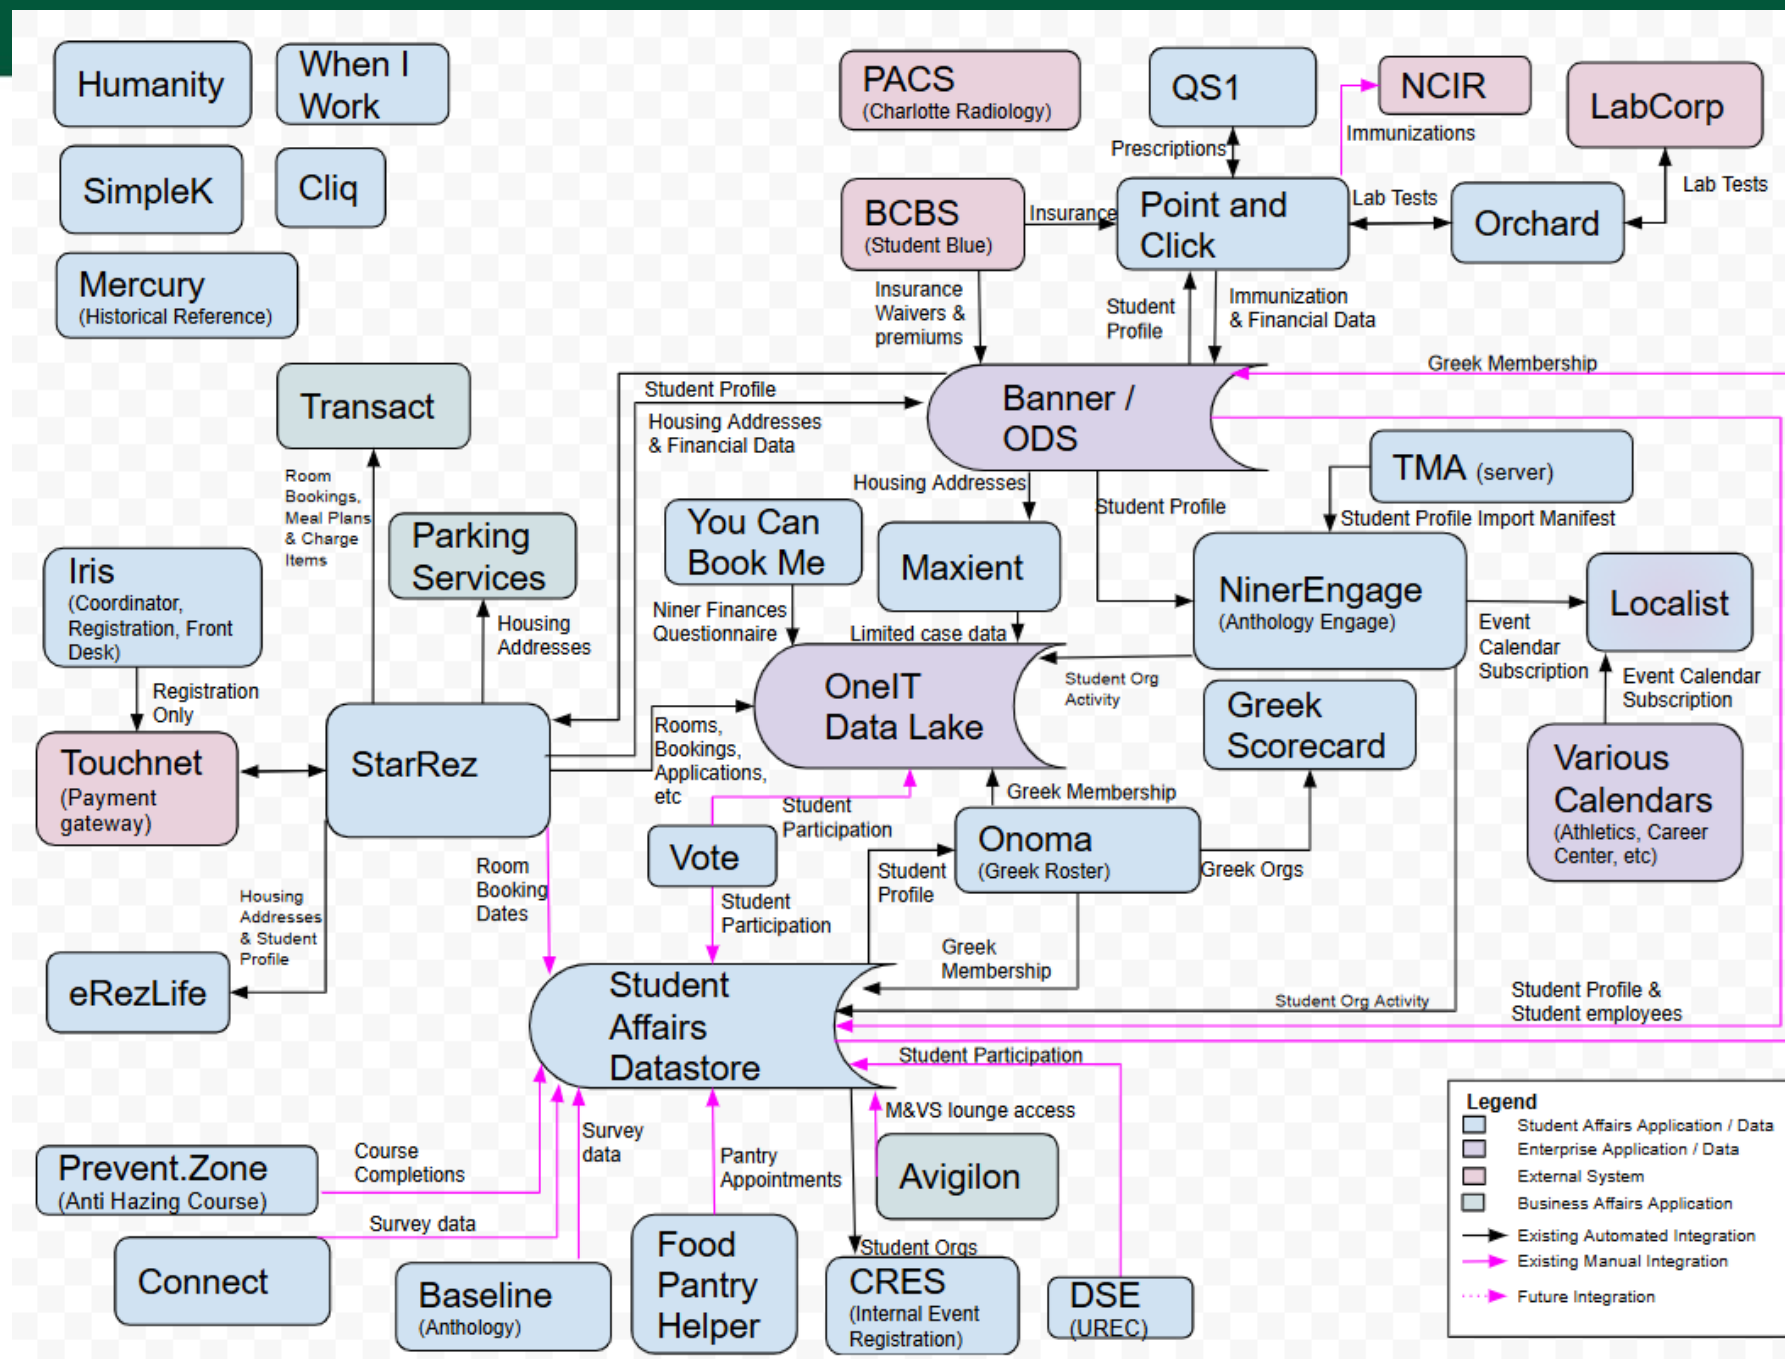 Humanity
When I
Work
SimpleK
Cliq
Mercury
(Historical Reference)
PACS
(Charlotte Radiology)
QS1
NCIR
LabCorp
Prescriptions
Immunizations
BCBS
(Student Blue)
Insurance
Point and
Click
Lab Tests
Orchard
Lab Tests
Insurance
Waivers &
premiums
Student
Profile
Immunization
& Financial Data
Greek Membership
Transact
Student Profile
Housing Addresses
& Financial Data
Banner /
ODS
TMA (server)
Room
Bookings,
Meal Plans
& Charge
Items
Parking
Services
Housing Addresses
Student Profile
Student Profile Import Manifest
You Can
Book Me
Maxient
Iris
(Coordinator,
Registration, Front
Desk)
NinerEngage
(Anthology Engage)
Localist
Housing
Addresses
Niner Finances
Questionnaire
Limited case data
Event
Calendar
Subscription
Event Calendar
Subscription
Registration
Only
Student Org
Activity
OneIT
Data Lake
Greek
Scorecard
Touchnet
(Payment
gateway)
StarRez
Rooms,
Bookings,
Applications,
etc
Various
Calendars
(Athletics, Career
Center, etc)
Student
Participation
Greek Membership
Vote
Onoma
(Greek Roster)
Greek Orgs
Room
Booking
Dates
Student
Profile
Student
Participation
Housing
Addresses
& Student
Profile
Greek
Membership
eRezLife
Student
Affairs
Datastore
Student Org Activity
Student Profile &
Student employees
Student Participation
M&VS lounge access
Prevent.Zone
(Anti Hazing Course)
Course
Completions
Survey
data
Pantry
Appointments
Avigilon
Survey data
Connect
Baseline
(Anthology)
Food
Pantry
Helper
Student Orgs
CRES
(Internal Event
Registration)
DSE
(UREC)
Legend
Student Affairs Application / Data
Enterprise Application / Data
External System
Business Affairs Application
Existing Automated Integration
Existing Manual Integration
Future Integration